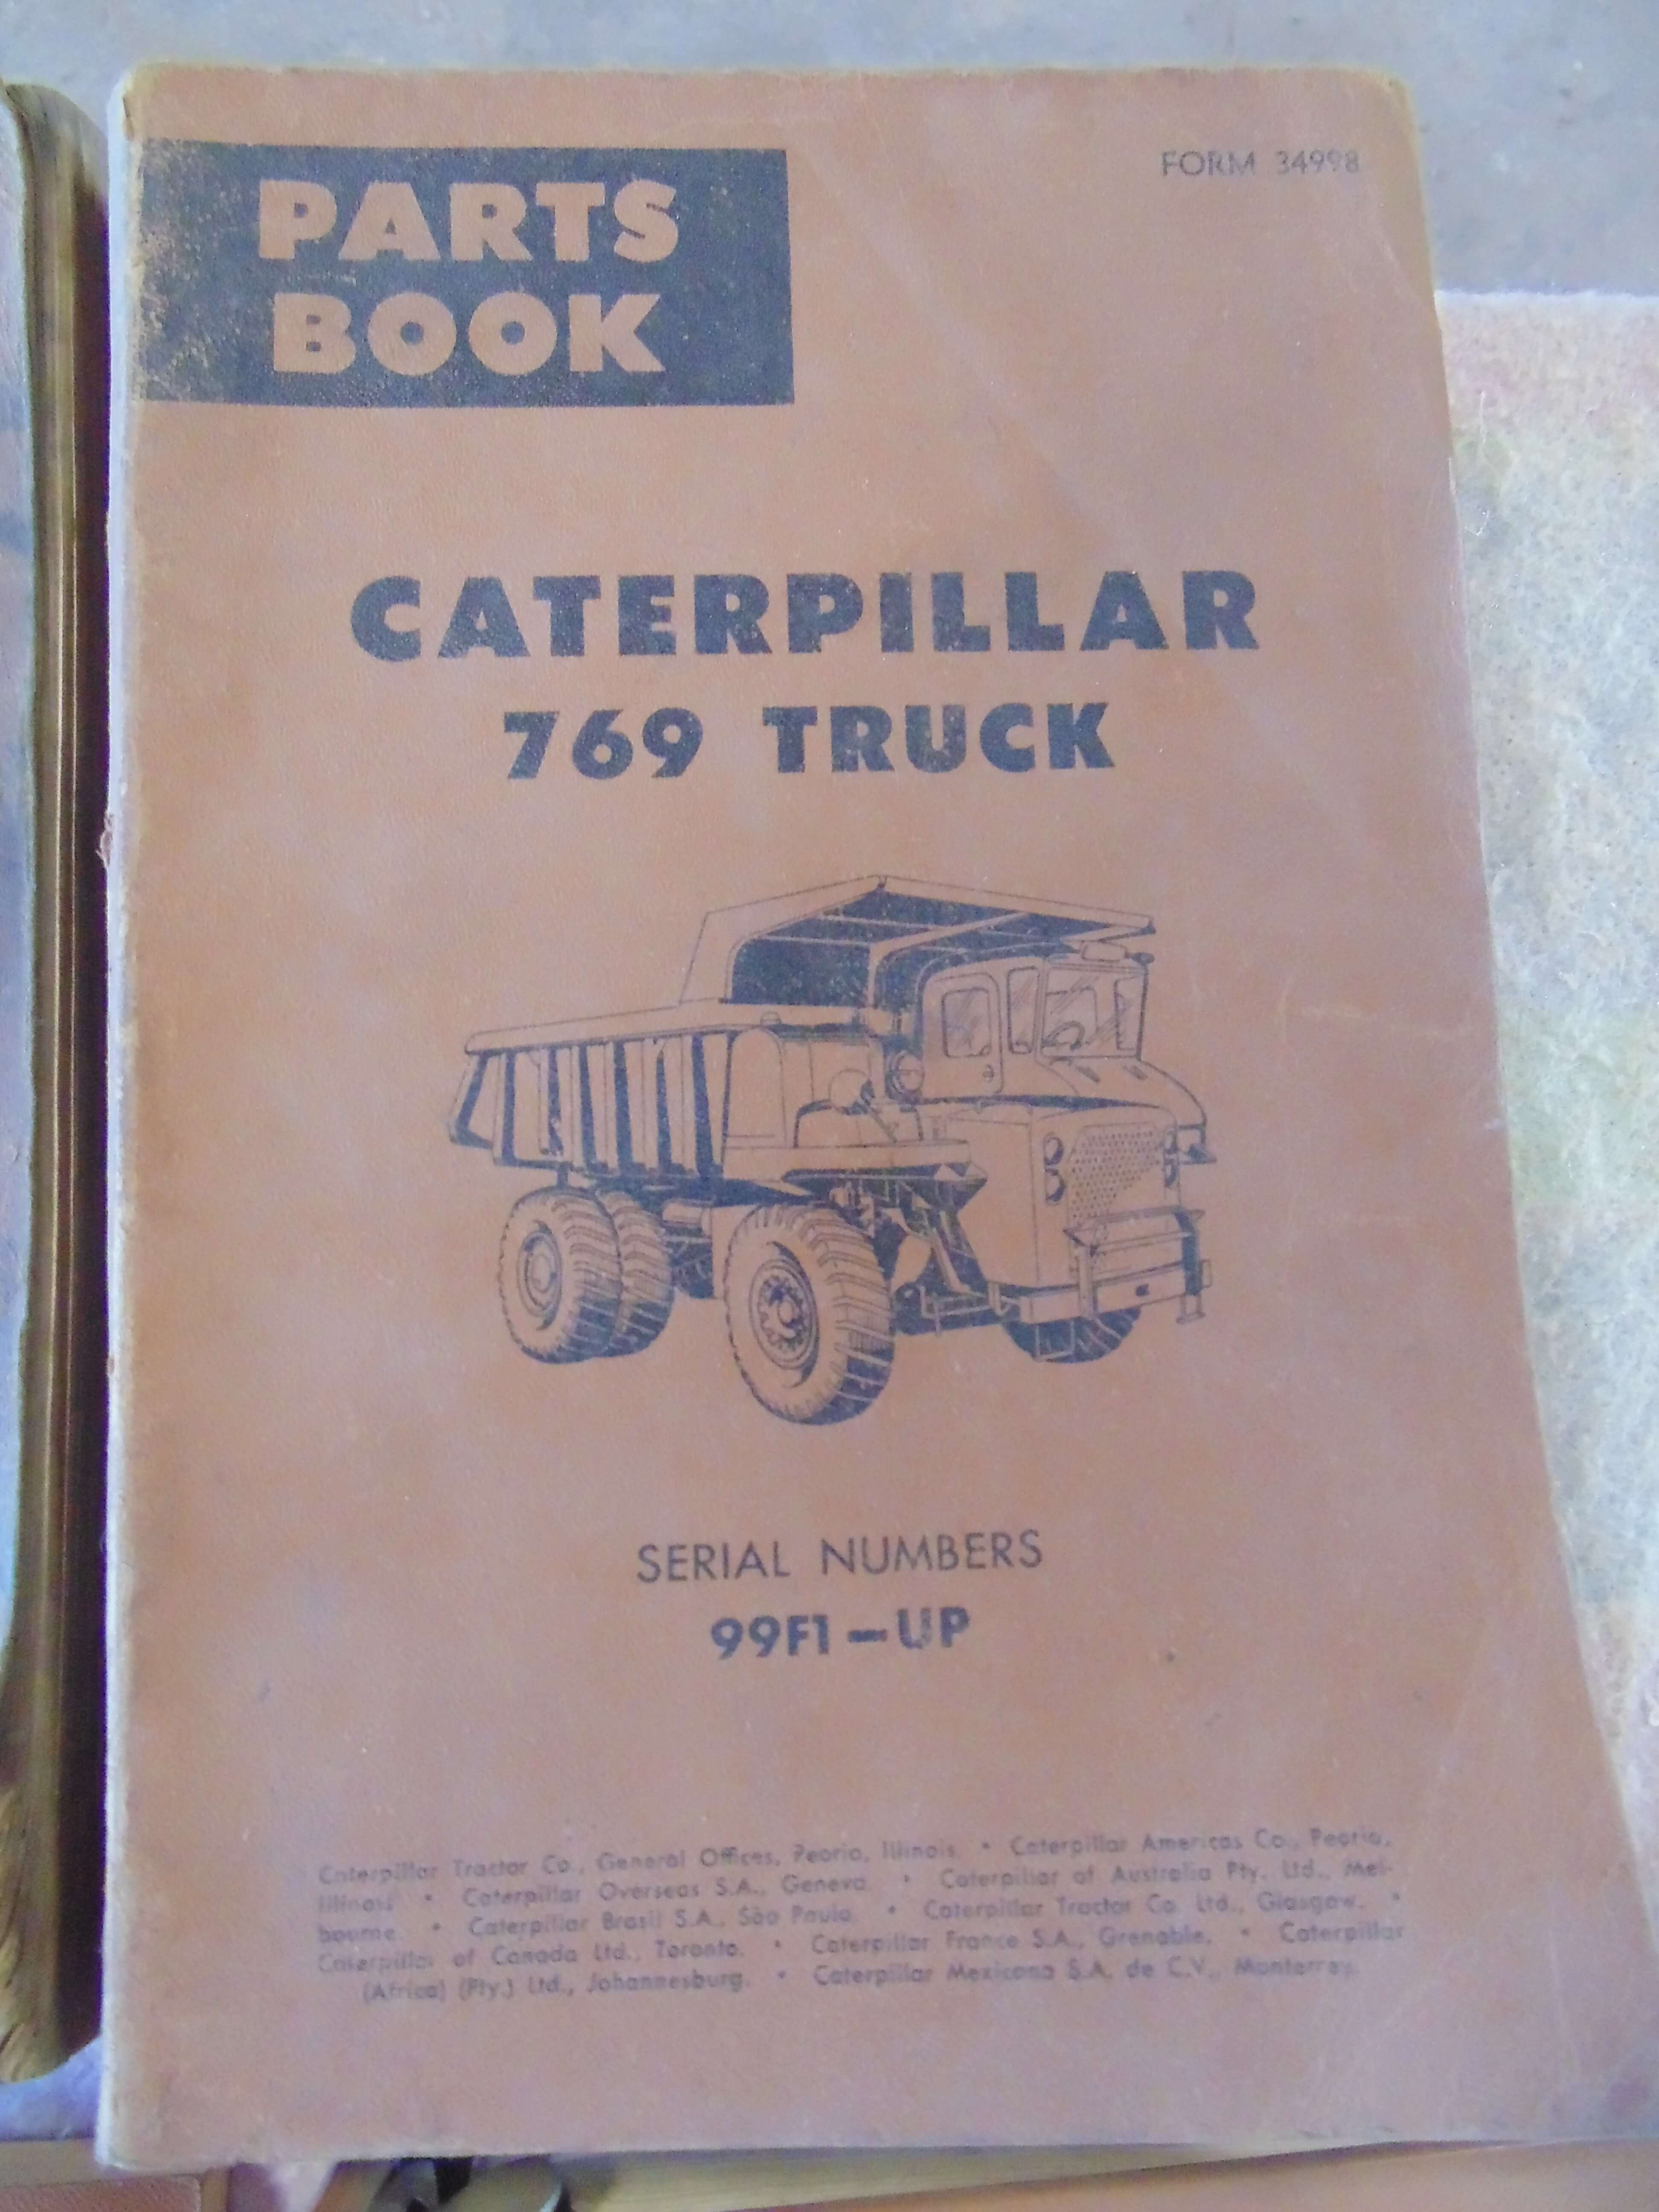 PARTS
BOOK
FORM 34998
CATERPILLAR
769 TRUCK
SERIAL NUMBERS
99F1 — UP
Caterpillar Tractor Co., General Offices, Peoria, Illinois. • Caterpillar Americas Co., Peoria,
Illinois • Caterpillar Overseas S.A., Geneva. • Caterpillar of Australia Pty. Ltd., Mel-
bourne. • Caterpillar Brasil S.A., São Paulo. • Caterpillar Tractor Co. Ltd., Glasgow. •
Caterpillar of Canada Ltd., Toronto. • Caterpillar France S.A., Grenoble. • Caterpillar
(Africa) (Pty.) Ltd., Johannesburg. • Caterpillar Mexicana S.A. de C.V., Monterrey.